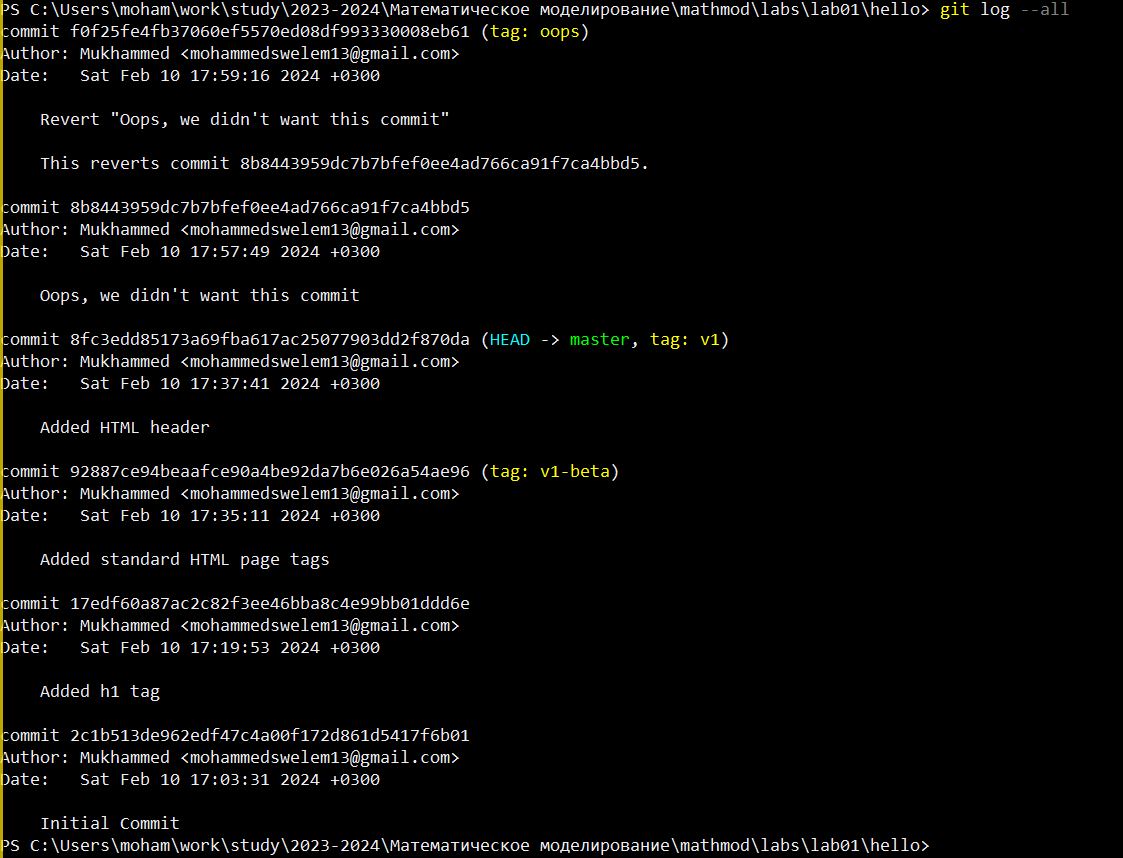 PS C:\Users\moham\work\study\2023-2024\Математическое моделирование\mathmod\labs\lab01\hello> git log --all
commit f0f25fe4fb37060ef5570ed08df993330008eb61 (tag: oops)
Author: Mukhammed <mohammedswelem13@gmail.com>
Date:   Sat Feb 10 17:59:16 2024 +0300
    Revert "Oops, we didn't want this commit"
    This reverts commit 8b8443959dc7b7bfef0ee4ad766ca91f7ca4bbd5.
commit 8b8443959dc7b7bfef0ee4ad766ca91f7ca4bbd5
Author: Mukhammed <mohammedswelem13@gmail.com>
Date:   Sat Feb 10 17:57:49 2024 +0300
    Oops, we didn't want this commit
commit 8fc3edd85173a69fba617ac25077903dd2f870da (HEAD -> master, tag: v1)
Author: Mukhammed <mohammedswelem13@gmail.com>
Date:   Sat Feb 10 17:37:41 2024 +0300
    Added HTML header
commit 92887ce94beaafce90a4be92da7b6e026a54ae96 (tag: v1-beta)
Author: Mukhammed <mohammedswelem13@gmail.com>
Date:   Sat Feb 10 17:35:11 2024 +0300
    Added standard HTML page tags
commit 17edf60a87ac2c82f3ee46bba8c4e99bb01ddd6e
Author: Mukhammed <mohammedswelem13@gmail.com>
Date:   Sat Feb 10 17:19:53 2024 +0300
    Added h1 tag
commit 2c1b513de962edf47c4a00f172d861d5417f6b01
Author: Mukhammed <mohammedswelem13@gmail.com>
Date:   Sat Feb 10 17:03:31 2024 +0300
    Initial Commit
PS C:\Users\moham\work\study\2023-2024\Математическое моделирование\mathmod\labs\lab01\hello>